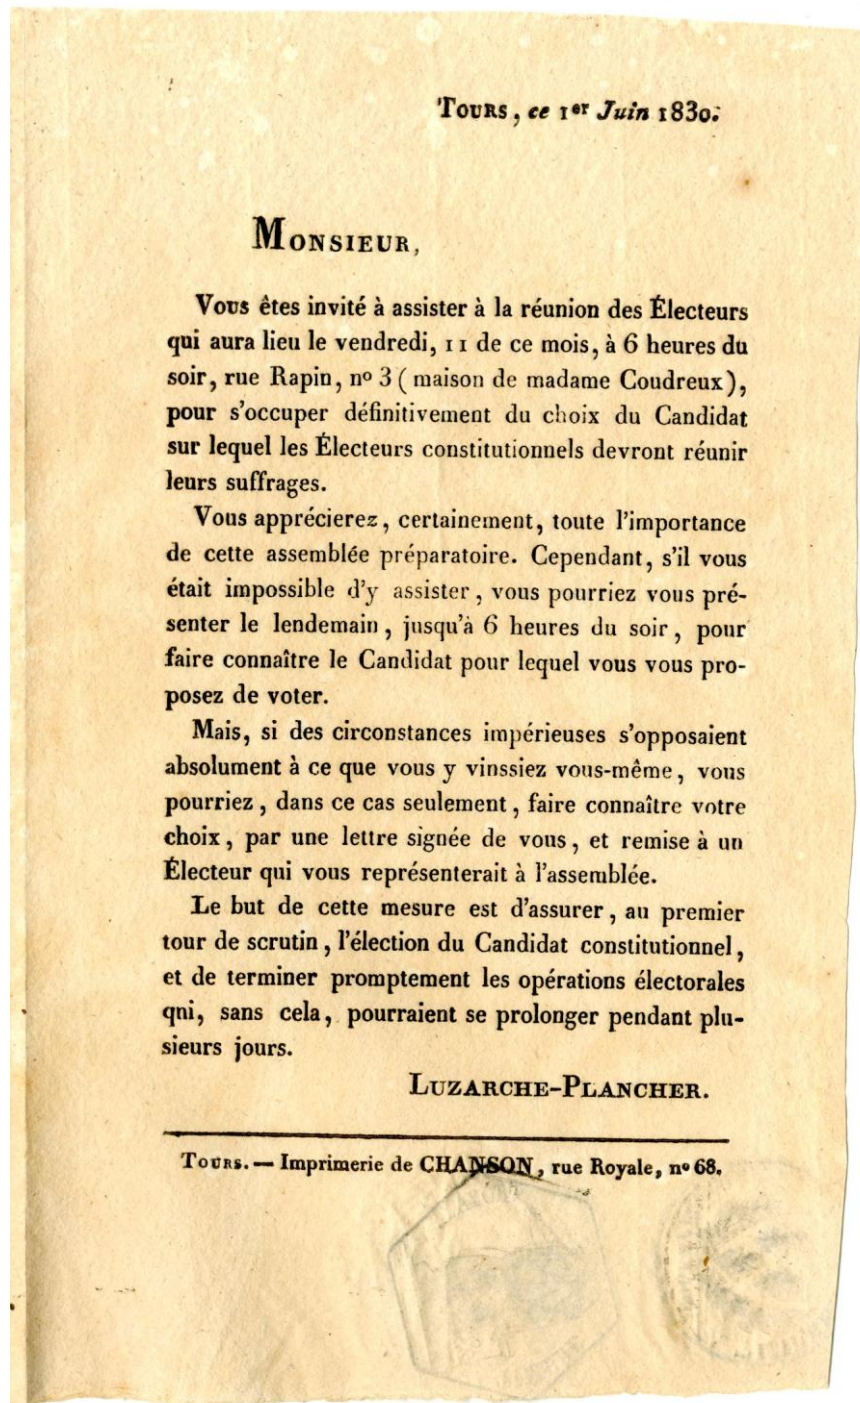 Tours, ce 1er Juin 1830.
Monsieur,
Vous êtes invité à assister à la réunion des Électeurs
qui aura lieu le vendredi, 11 de ce mois, à 6 heures du
soir, rue Rapin, no 3 (maison de madame Coudreux),
pour s'occuper définitivement du choix du Candidat
sur lequel les Électeurs constitutionnels devront réunir
leurs suffrages.
Vous apprécierez, certainement, toute l'importance
de cette assemblée préparatoire. Cependant, s'il vous
était impossible d'y assister, vous pourriez vous pré-
senter le lendemain, jusqu'à 6 heures du soir, pour
faire connaître le Candidat pour lequel vous vous pro-
posez de voter.
Mais, si des circonstances impérieuses s'opposaient
absolument à ce que vous y vinssiez vous-même, vous
pourriez, dans ce cas seulement, faire connaître votre
choix, par une lettre signée de vous, et remise à un
Électeur qui vous représenterait à l'assemblée.
Le but de cette mesure est d'assurer, au premier
tour de scrutin, l'élection du Candidat constitutionnel,
et de terminer promptement les opérations électorales
qni, sans cela, pourraient se prolonger pendant plu-
sieurs jours.
Luzarche-Plancher.
Tours. — Imprimerie de CHANSON, rue Royale, no 68.